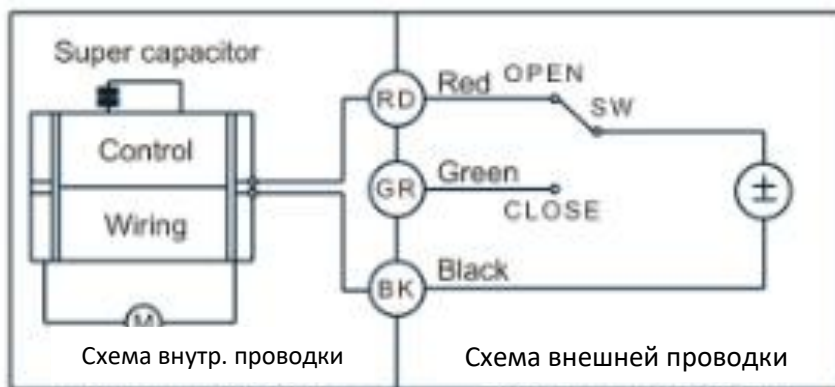 Super capacitor
Control
Wiring
M
Схема внутр. проводки
RD
Red
OPEN
SW
GR
Green
CLOSE
±
BK
Black
Схема внешней проводки